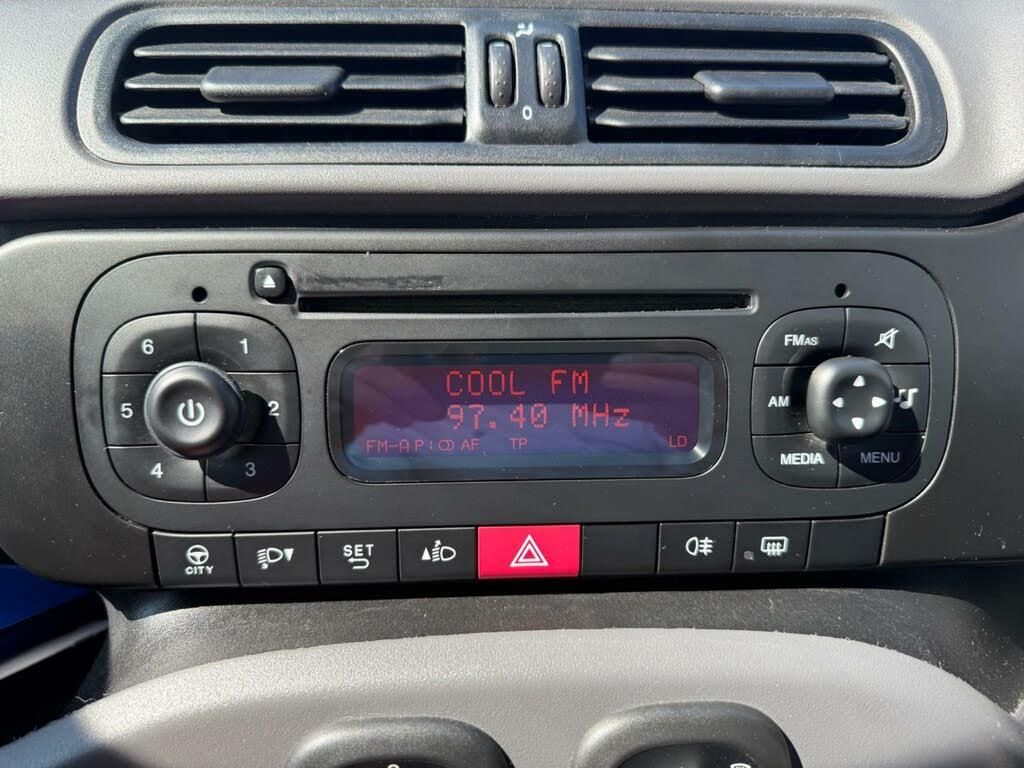 0
6 1
5 2
4 3
COOL FM
97.40 MHz
FM-A P1 AF TP LD
FMAS
AM
MEDIA MENU
CITY
SET